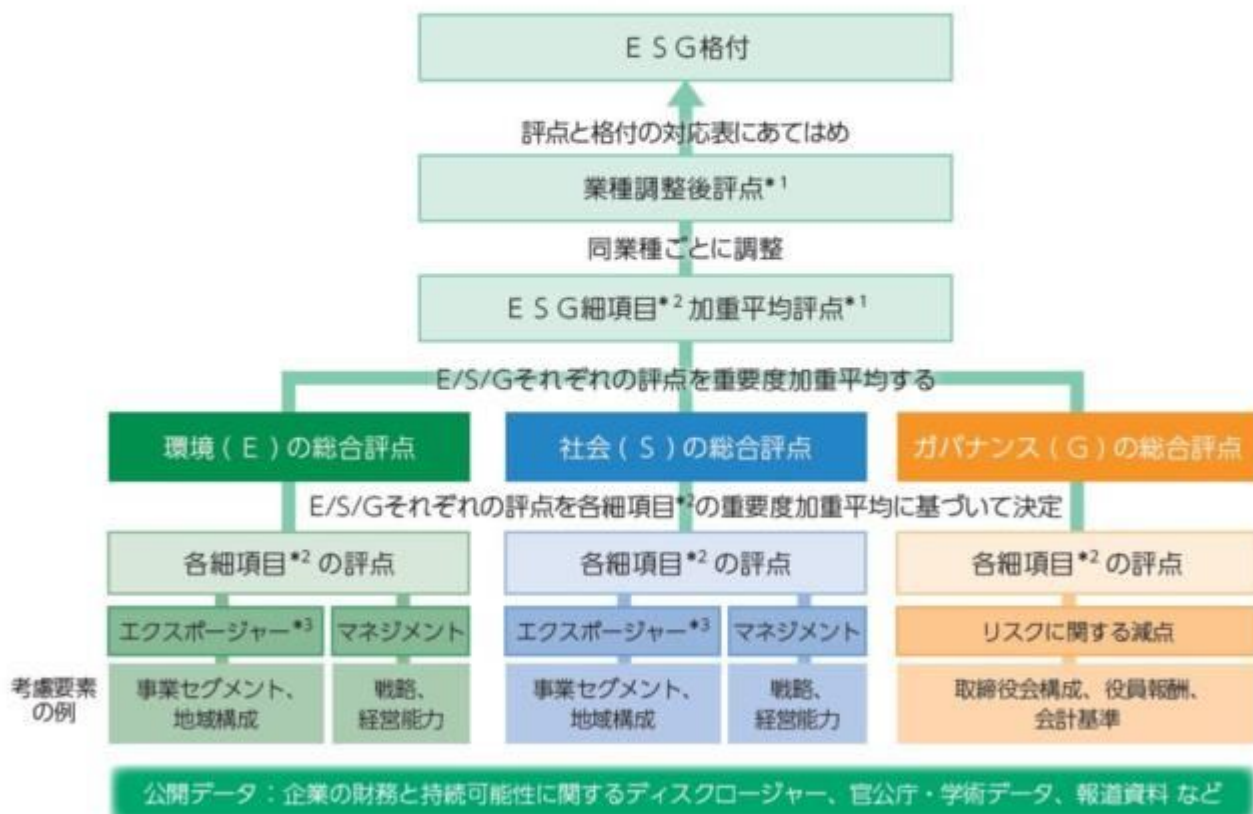 ＥＳＧ格付
評点と格付の対応表にあてはめ
業種調整後評点*1
同業種ごとに調整
ＥＳＧ細項目*2 加重平均評点*1
E/S/Gそれぞれの評点を重要度加重平均する
環境(Ｅ)の総合評点
社会(Ｓ)の総合評点
ガバナンス(Ｇ)の総合評点
E/S/Gそれぞれの評点を各細項目*2の重要度加重平均に基づいて決定
各細項目*2 の評点
各細項目*2 の評点
各細項目*2 の評点
エクスポージャー*3
マネジメント
エクスポージャー*3
マネジメント
リスクに関する減点
考慮要素
の例
事業セグメント、
地域構成
戦略、
経営能力
事業セグメント、
地域構成
戦略、
経営能力
取締役会構成、役員報酬、
会計基準
公開データ：企業の財務と持続可能性に関するディスクロージャー、官公庁・学術データ、報道資料 など